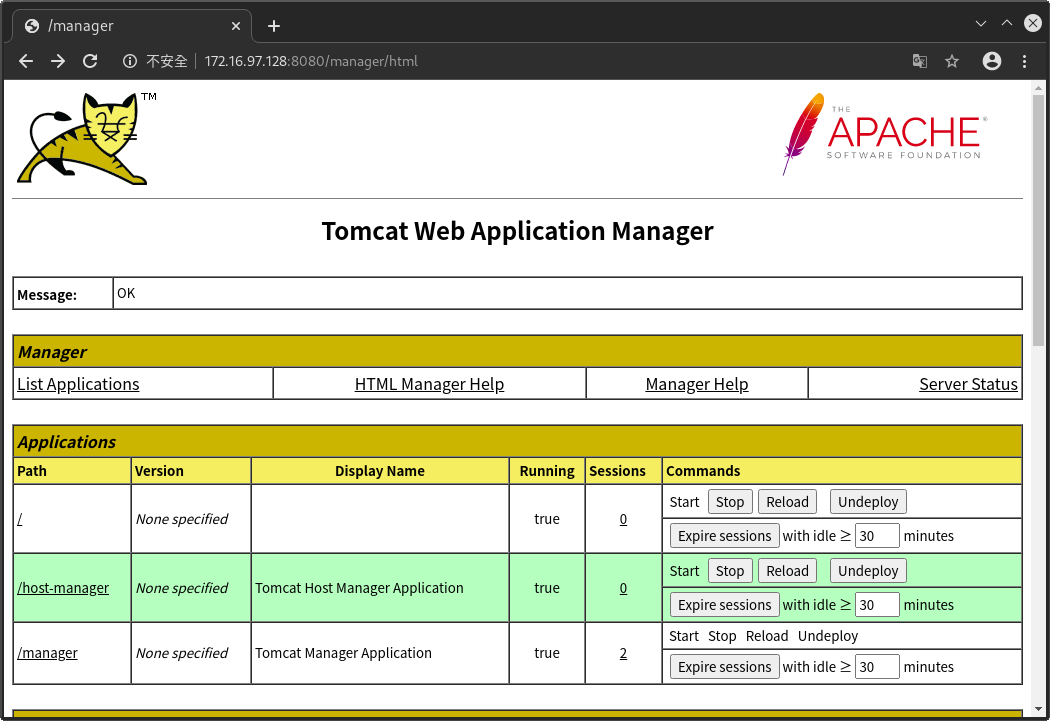 /manager
不安全 172.16.97.128:8080/manager/html
TM
THE
APACHE®
SOFTWARE FOUNDATION
Tomcat Web Application Manager
Message: OK
Manager
List Applications HTML Manager Help Manager Help Server Status
Applications
Path Version Display Name Running Sessions Commands
/ None specified true 0 Start Stop Reload Undeploy
Expire sessions with idle ≥ 30 minutes
/host-manager None specified Tomcat Host Manager Application true 0 Start Stop Reload Undeploy
Expire sessions with idle ≥ 30 minutes
/manager None specified Tomcat Manager Application true 2 Start Stop Reload Undeploy
Expire sessions with idle ≥ 30 minutes